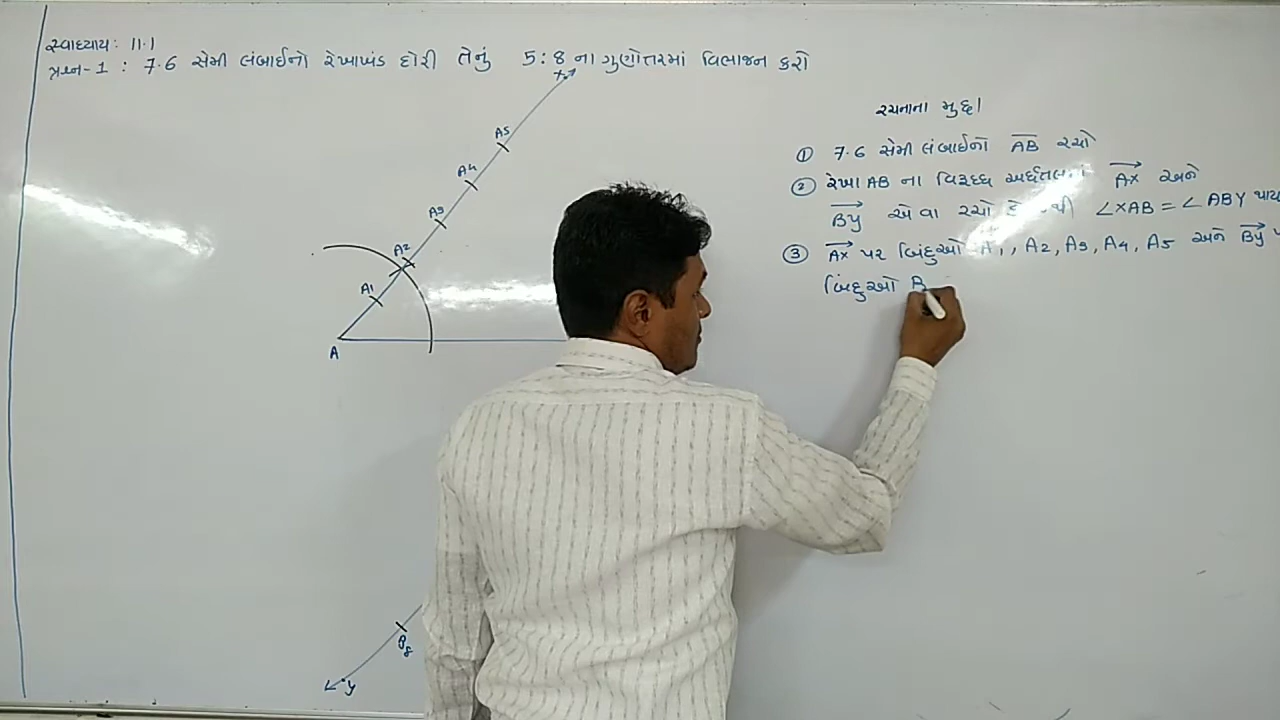 સ્વાધ્યાય: 11.1
પ્રશ્ન-1 : 7.6 સેમી લંબાઈનો રેખાખંડ દોરી તેનું 5:8 ના ગુણોત્તરમાં વિભાજન કરો
રચનાના મુદ્દા
① 7.6 સેમી લંબાઈનો AB રચો
② રેખા AB ના વિરૂધ્ધ AX અને
BY એવા રચો ∠XAB = ∠ABY
③ AX પર બિંદુઓ A1, A2, A3, A4, A5 અને BY
બિંદુઓ B
X
A5
A4
A3
A2
A1
A
B8
Y